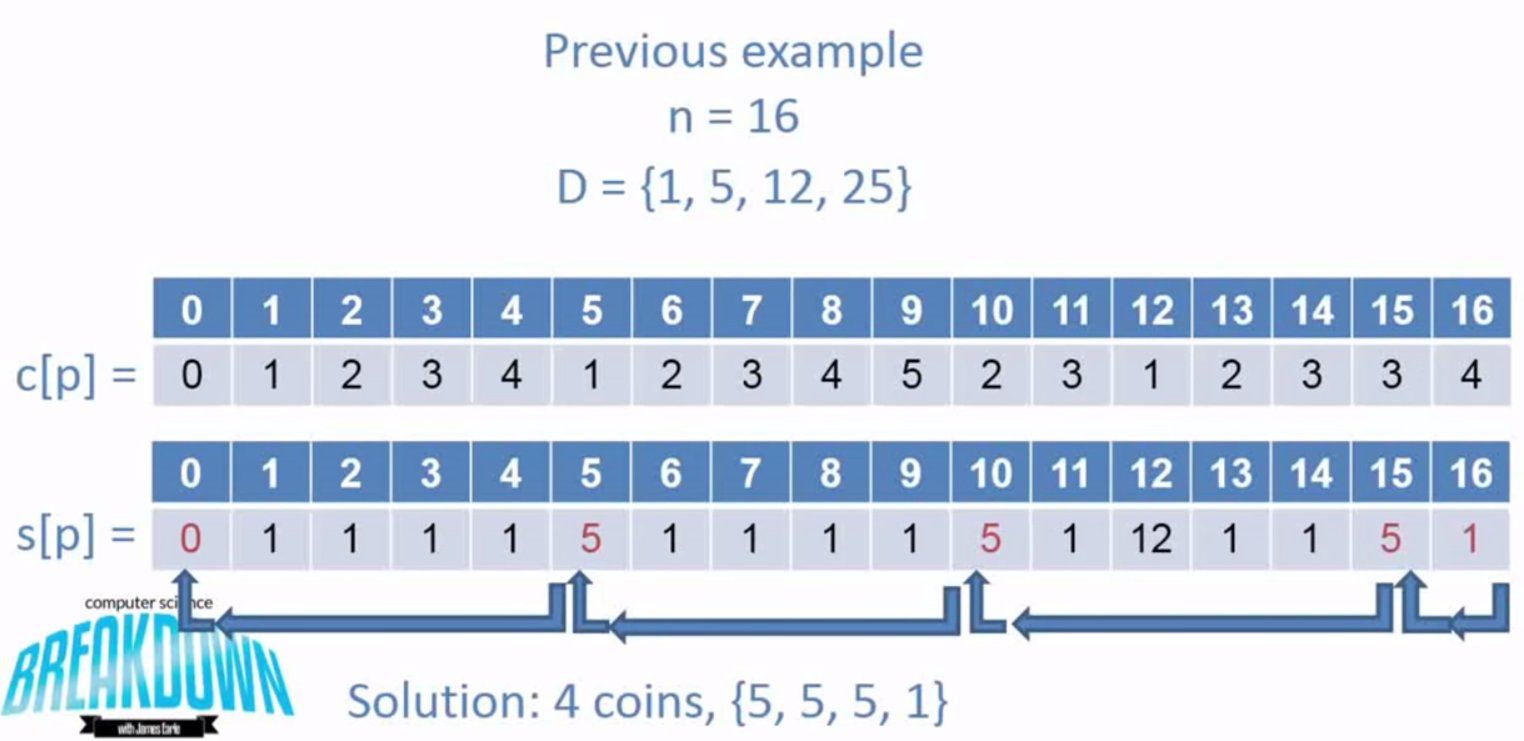 Previous example
n = 16
D = {1, 5, 12, 25}
0 1 2 3 4 5 6 7 8 9 10 11 12 13 14 15 16
c[p] = 0 1 2 3 4 1 2 3 4 5 2 3 1 2 3 3 4
0 1 2 3 4 5 6 7 8 9 10 11 12 13 14 15 16
s[p] = 0 1 1 1 1 5 1 1 1 1 5 1 12 1 1 5 1
computer science
BREAKDOWN
with James Earle
Solution: 4 coins, {5, 5, 5, 1}